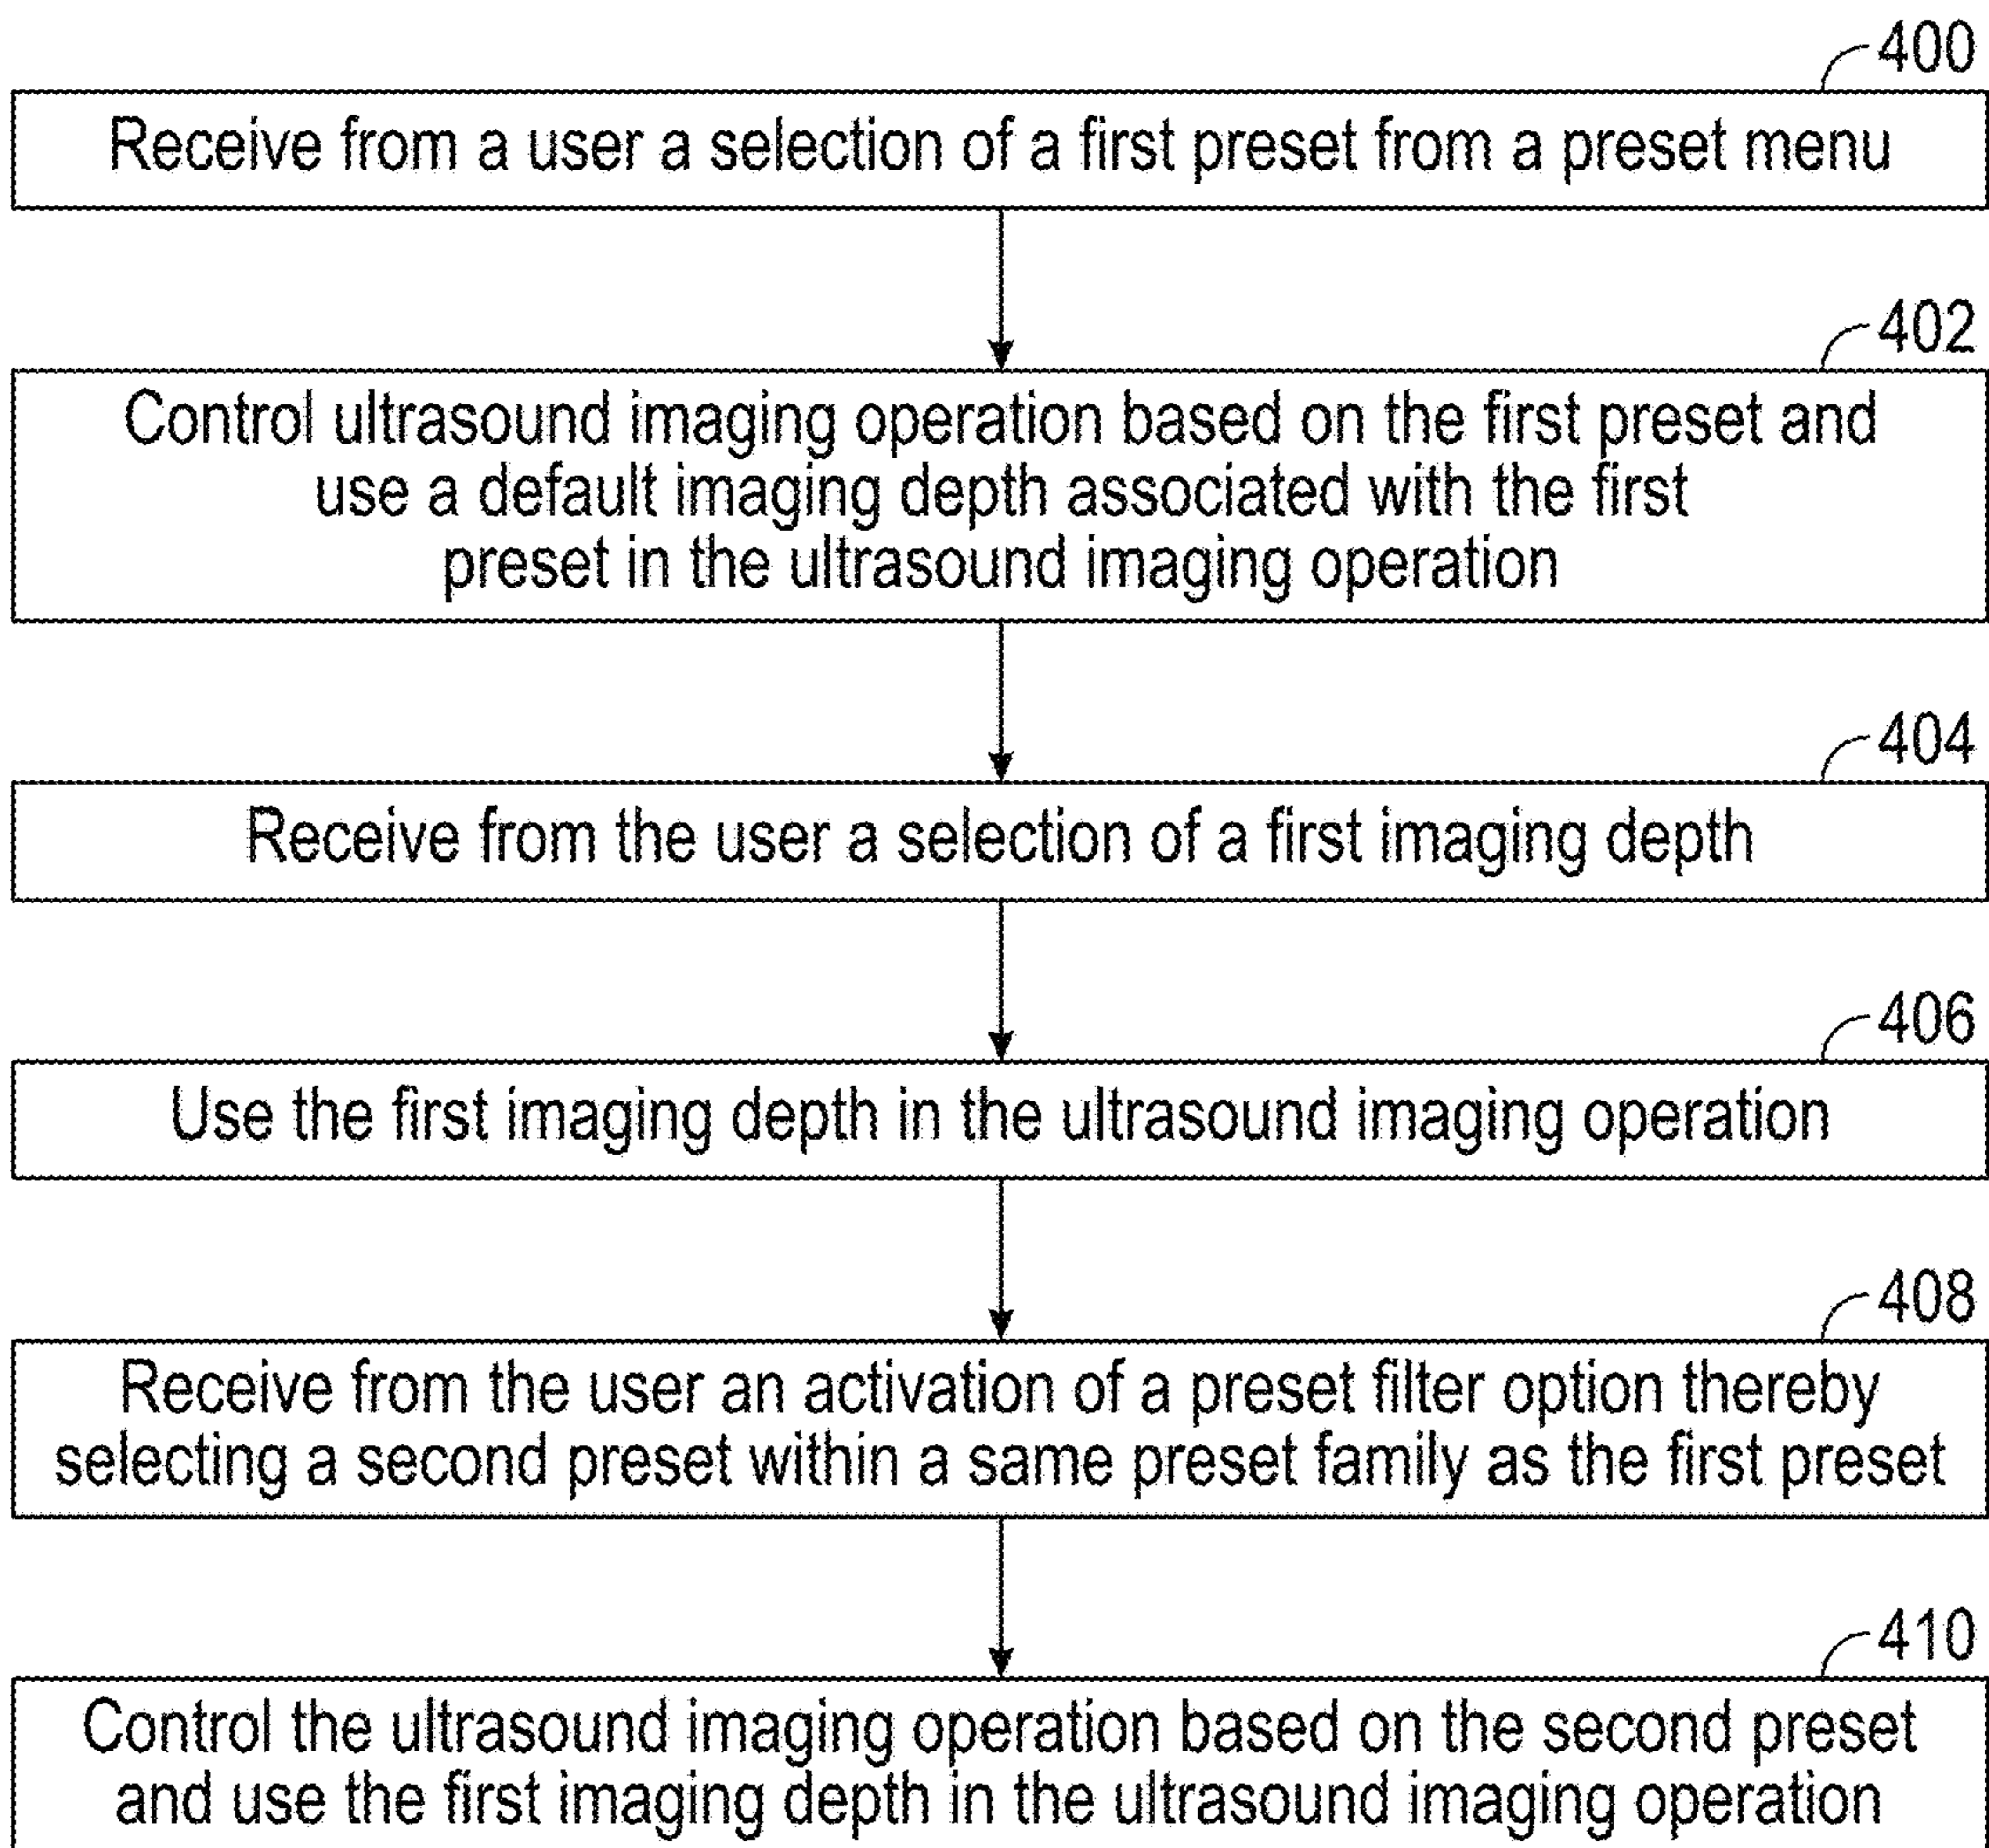 400
Receive from a user a selection of a first preset from a preset menu
402
Control ultrasound imaging operation based on the first preset and
use a default imaging depth associated with the first
preset in the ultrasound imaging operation
404
Receive from the user a selection of a first imaging depth
406
Use the first imaging depth in the ultrasound imaging operation
408
Receive from the user an activation of a preset filter option thereby
selecting a second preset within a same preset family as the first preset
410
Control the ultrasound imaging operation based on the second preset
and use the first imaging depth in the ultrasound imaging operation